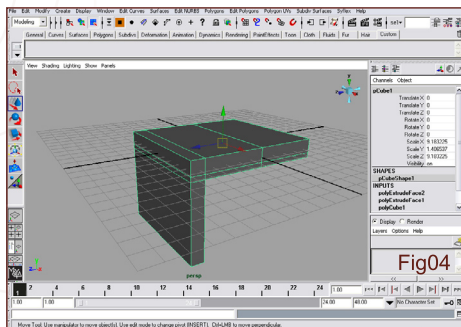 File Edit Modify Create Display Window Edit Curves Surfaces Edit NURBS Polygons Edit Polygons Polygon UVs Subdiv Surfaces Syflex Help
Modeling
sel
General Curves Surfaces Polygons Subdivs Deformation Animation Dynamics Rendering PaintEffects Toon Cloth Fluids Fur Hair Custom
View Shading Lighting Show Panels
Channels Object
pCube1
Translate X 0
Translate Y 0
Translate Z 0
Rotate X 0
Rotate Y 0
Rotate Z 0
Scale X 9.183225
Scale Y 1.408507
Scale Z 9.183225
Visibility on
SHAPES
pCubeShape1
INPUTS
polyExtrudeFace2
polyExtrudeFace1
polyCube1
Display Render
Layers Options Help
persp
Fig04
2 4 6 8 10 12 14 16 18 20 22 24
1.00
1.00 1.00 24.00 48.00 No Character Set
Move Tool: Use manipulator to move object(s). Use edit mode to change pivot (INSERT). Ctrl+LMB to move perpendicular.